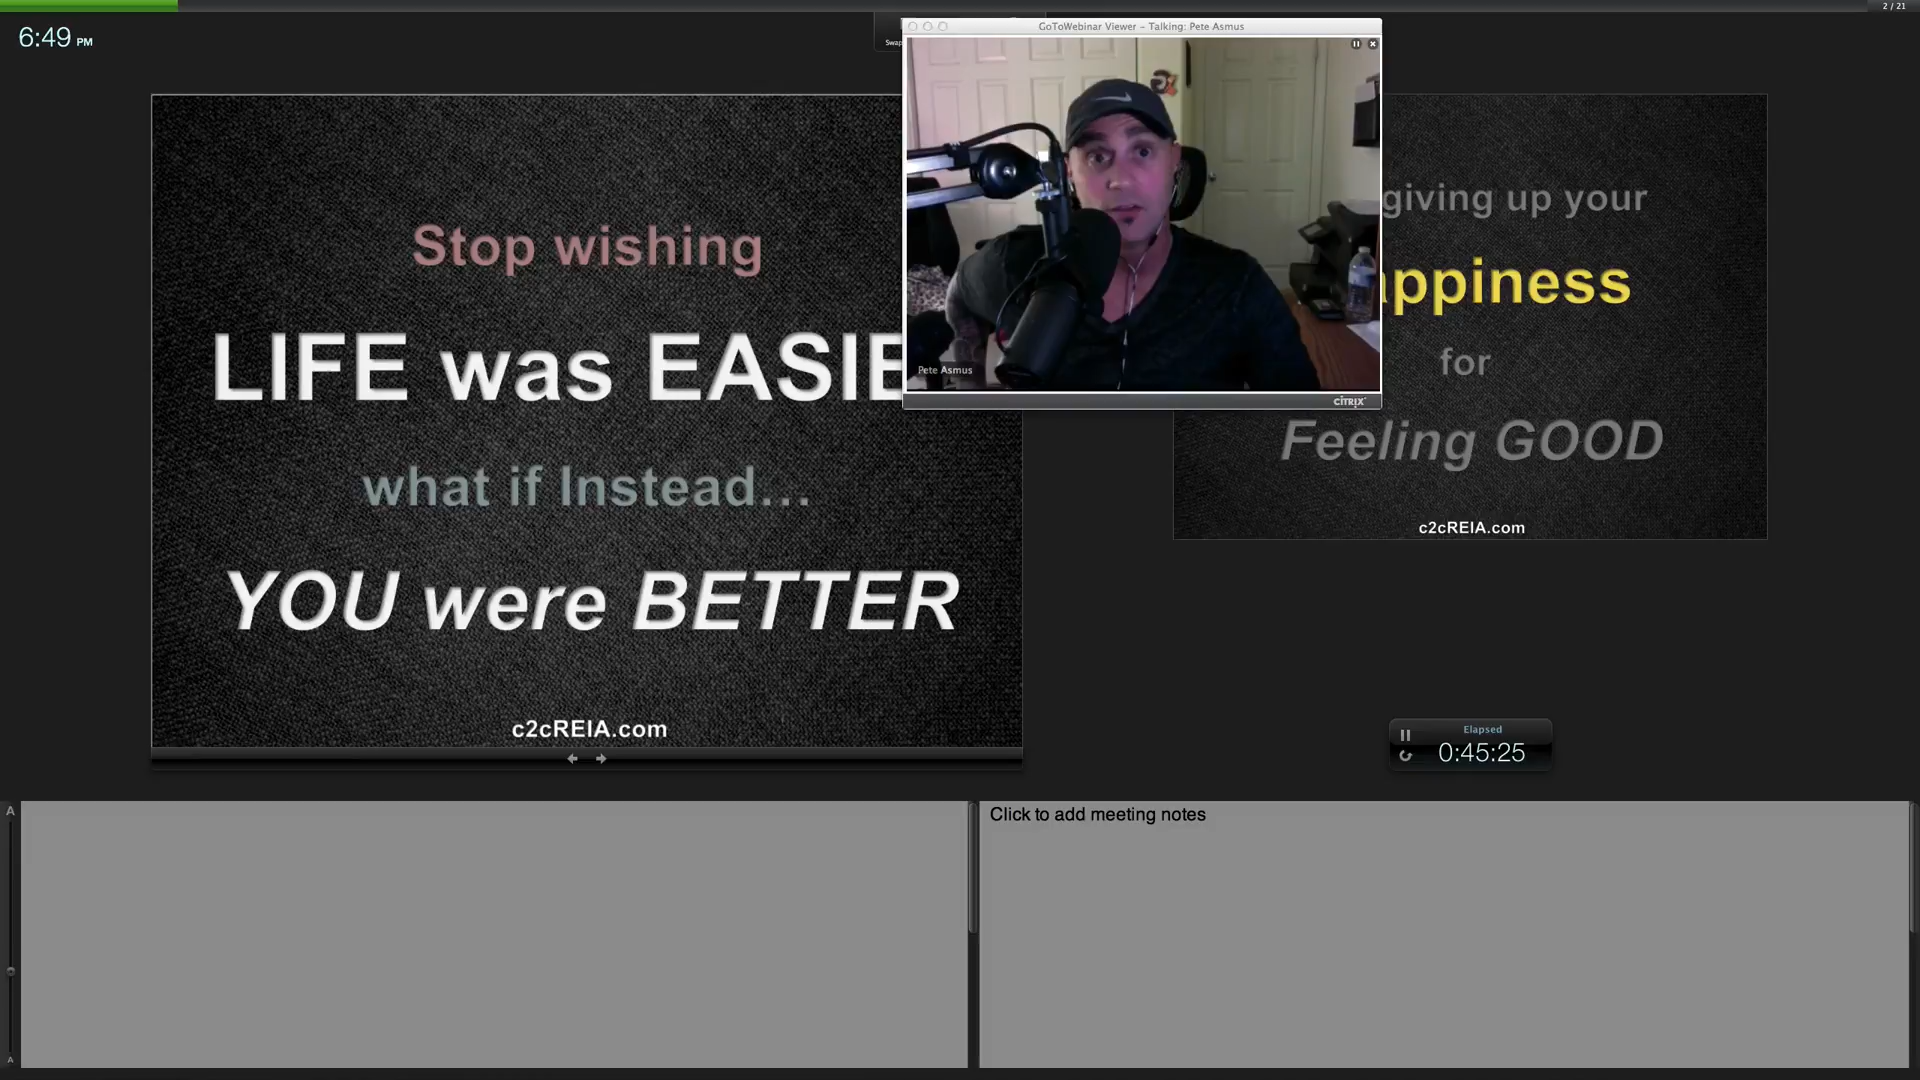 2 / 21
6:49 PM
Swap
GoToWebinar Viewer – Talking: Pete Asmus
Pete Asmus
CITRIX
Stop wishing
LIFE was EASIE
what if Instead...
YOU were BETTER
c2cREIA.com
giving up your
appiness
for
Feeling GOOD
c2cREIA.com
Elapsed
0:45:25
A
A
Click to add meeting notes